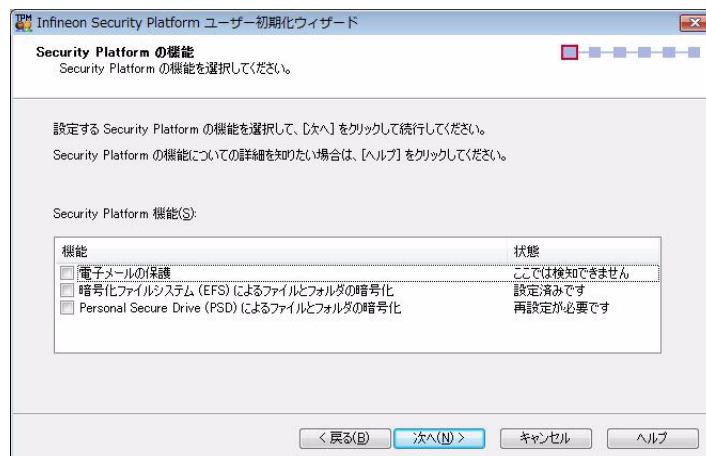 Infineon Security Platform ユーザー初期化ウィザード
Security Platform の機能
Security Platform の機能を選択してください。
設定する Security Platform の機能を選択して、[次へ] をクリックして続行してください。
Security Platform の機能についての詳細を知りたい場合は、[ヘルプ] をクリックしてください。
Security Platform 機能(S):
機能 状態
電子メールの保護 ここでは検知できません
暗号化ファイルシステム (EFS) によるファイルとフォルダの暗号化 設定済みです
Personal Secure Drive (PSD) によるファイルとフォルダの暗号化 再設定が必要です
< 戻る(B) 次へ(N) > キャンセル ヘルプ